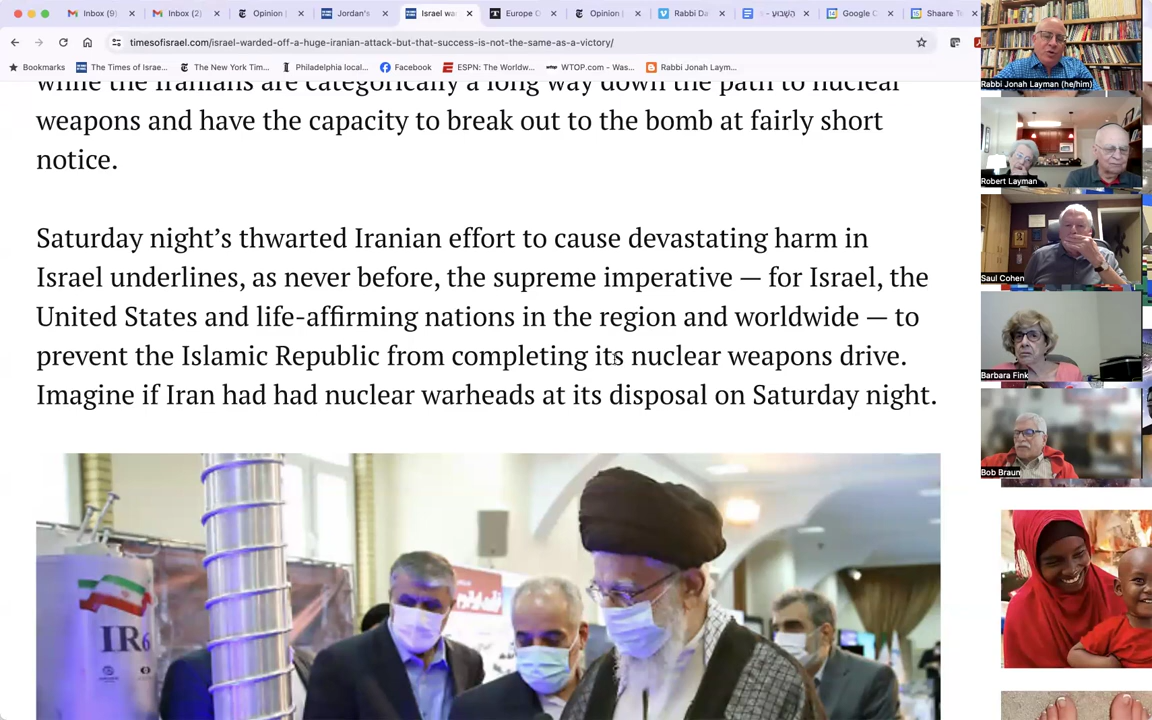 Inbox (9)
Inbox (2)
Opinion |
Jordan's
Israel wa
Europe D
Opinion |
Rabbi Da
השבוע -
Google C
Shaare T
timesofisrael.com/israel-warded-off-a-huge-iranian-attack-but-that-success-is-not-the-same-as-a-victory/
Bookmarks
The Times of Israe...
The New York Tim...
Philadelphia local...
Facebook
ESPN: The Worldw...
WTOP.com - Was...
Rabbi Jonah Laym...
while the Iranians are categorically a long way down the path to nuclear
weapons and have the capacity to break out to the bomb at fairly short
notice.
Saturday night’s thwarted Iranian effort to cause devastating harm in
Israel underlines, as never before, the supreme imperative — for Israel, the
United States and life-affirming nations in the region and worldwide — to
prevent the Islamic Republic from completing its nuclear weapons drive.
Imagine if Iran had had nuclear warheads at its disposal on Saturday night.
IR6
Rabbi Jonah Layman (he/him)
Robert Layman
Saul Cohen
Barbara Fink
Bob Braun